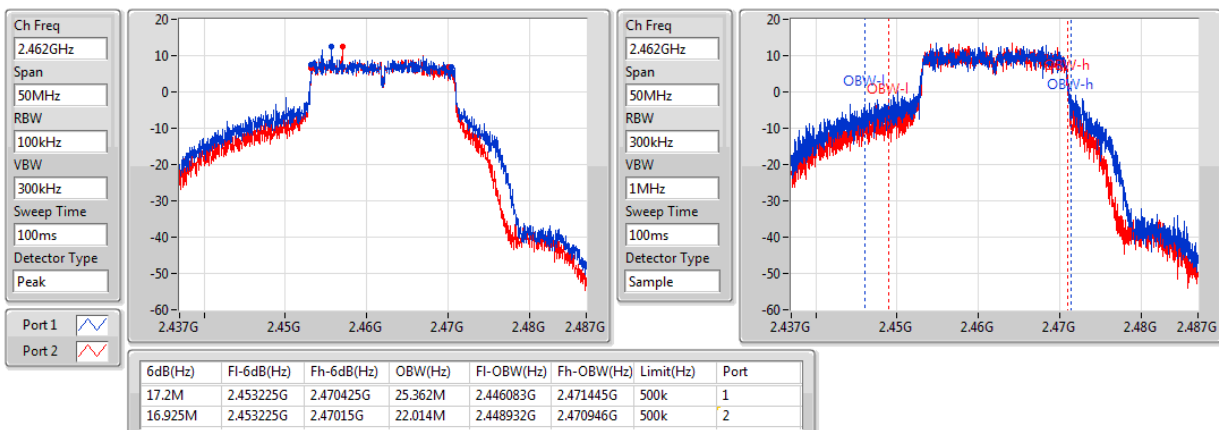 Ch Freq
2.462GHz
Span
50MHz
RBW
100kHz
VBW
300kHz
Sweep Time
100ms
Detector Type
Peak
Port 1
Port 2
20
10
0
-10
-20
-30
-40
-50
-60
2.437G 2.45G 2.46G 2.47G 2.48G 2.487G
Ch Freq
2.462GHz
Span
50MHz
RBW
300kHz
VBW
1MHz
Sweep Time
100ms
Detector Type
Sample
20
10
0
-10
-20
-30
-40
-50
-60
OBW-l
OBW-l
OBW-h
OBW-h
2.437G 2.45G 2.46G 2.47G 2.48G 2.487G
6dB(Hz) Fl-6dB(Hz) Fh-6dB(Hz) OBW(Hz) Fl-OBW(Hz) Fh-OBW(Hz) Limit(Hz) Port
17.2M 2.453225G 2.470425G 25.362M 2.446083G 2.471445G 500k 1
16.925M 2.453225G 2.47015G 22.014M 2.448932G 2.470946G 500k 2